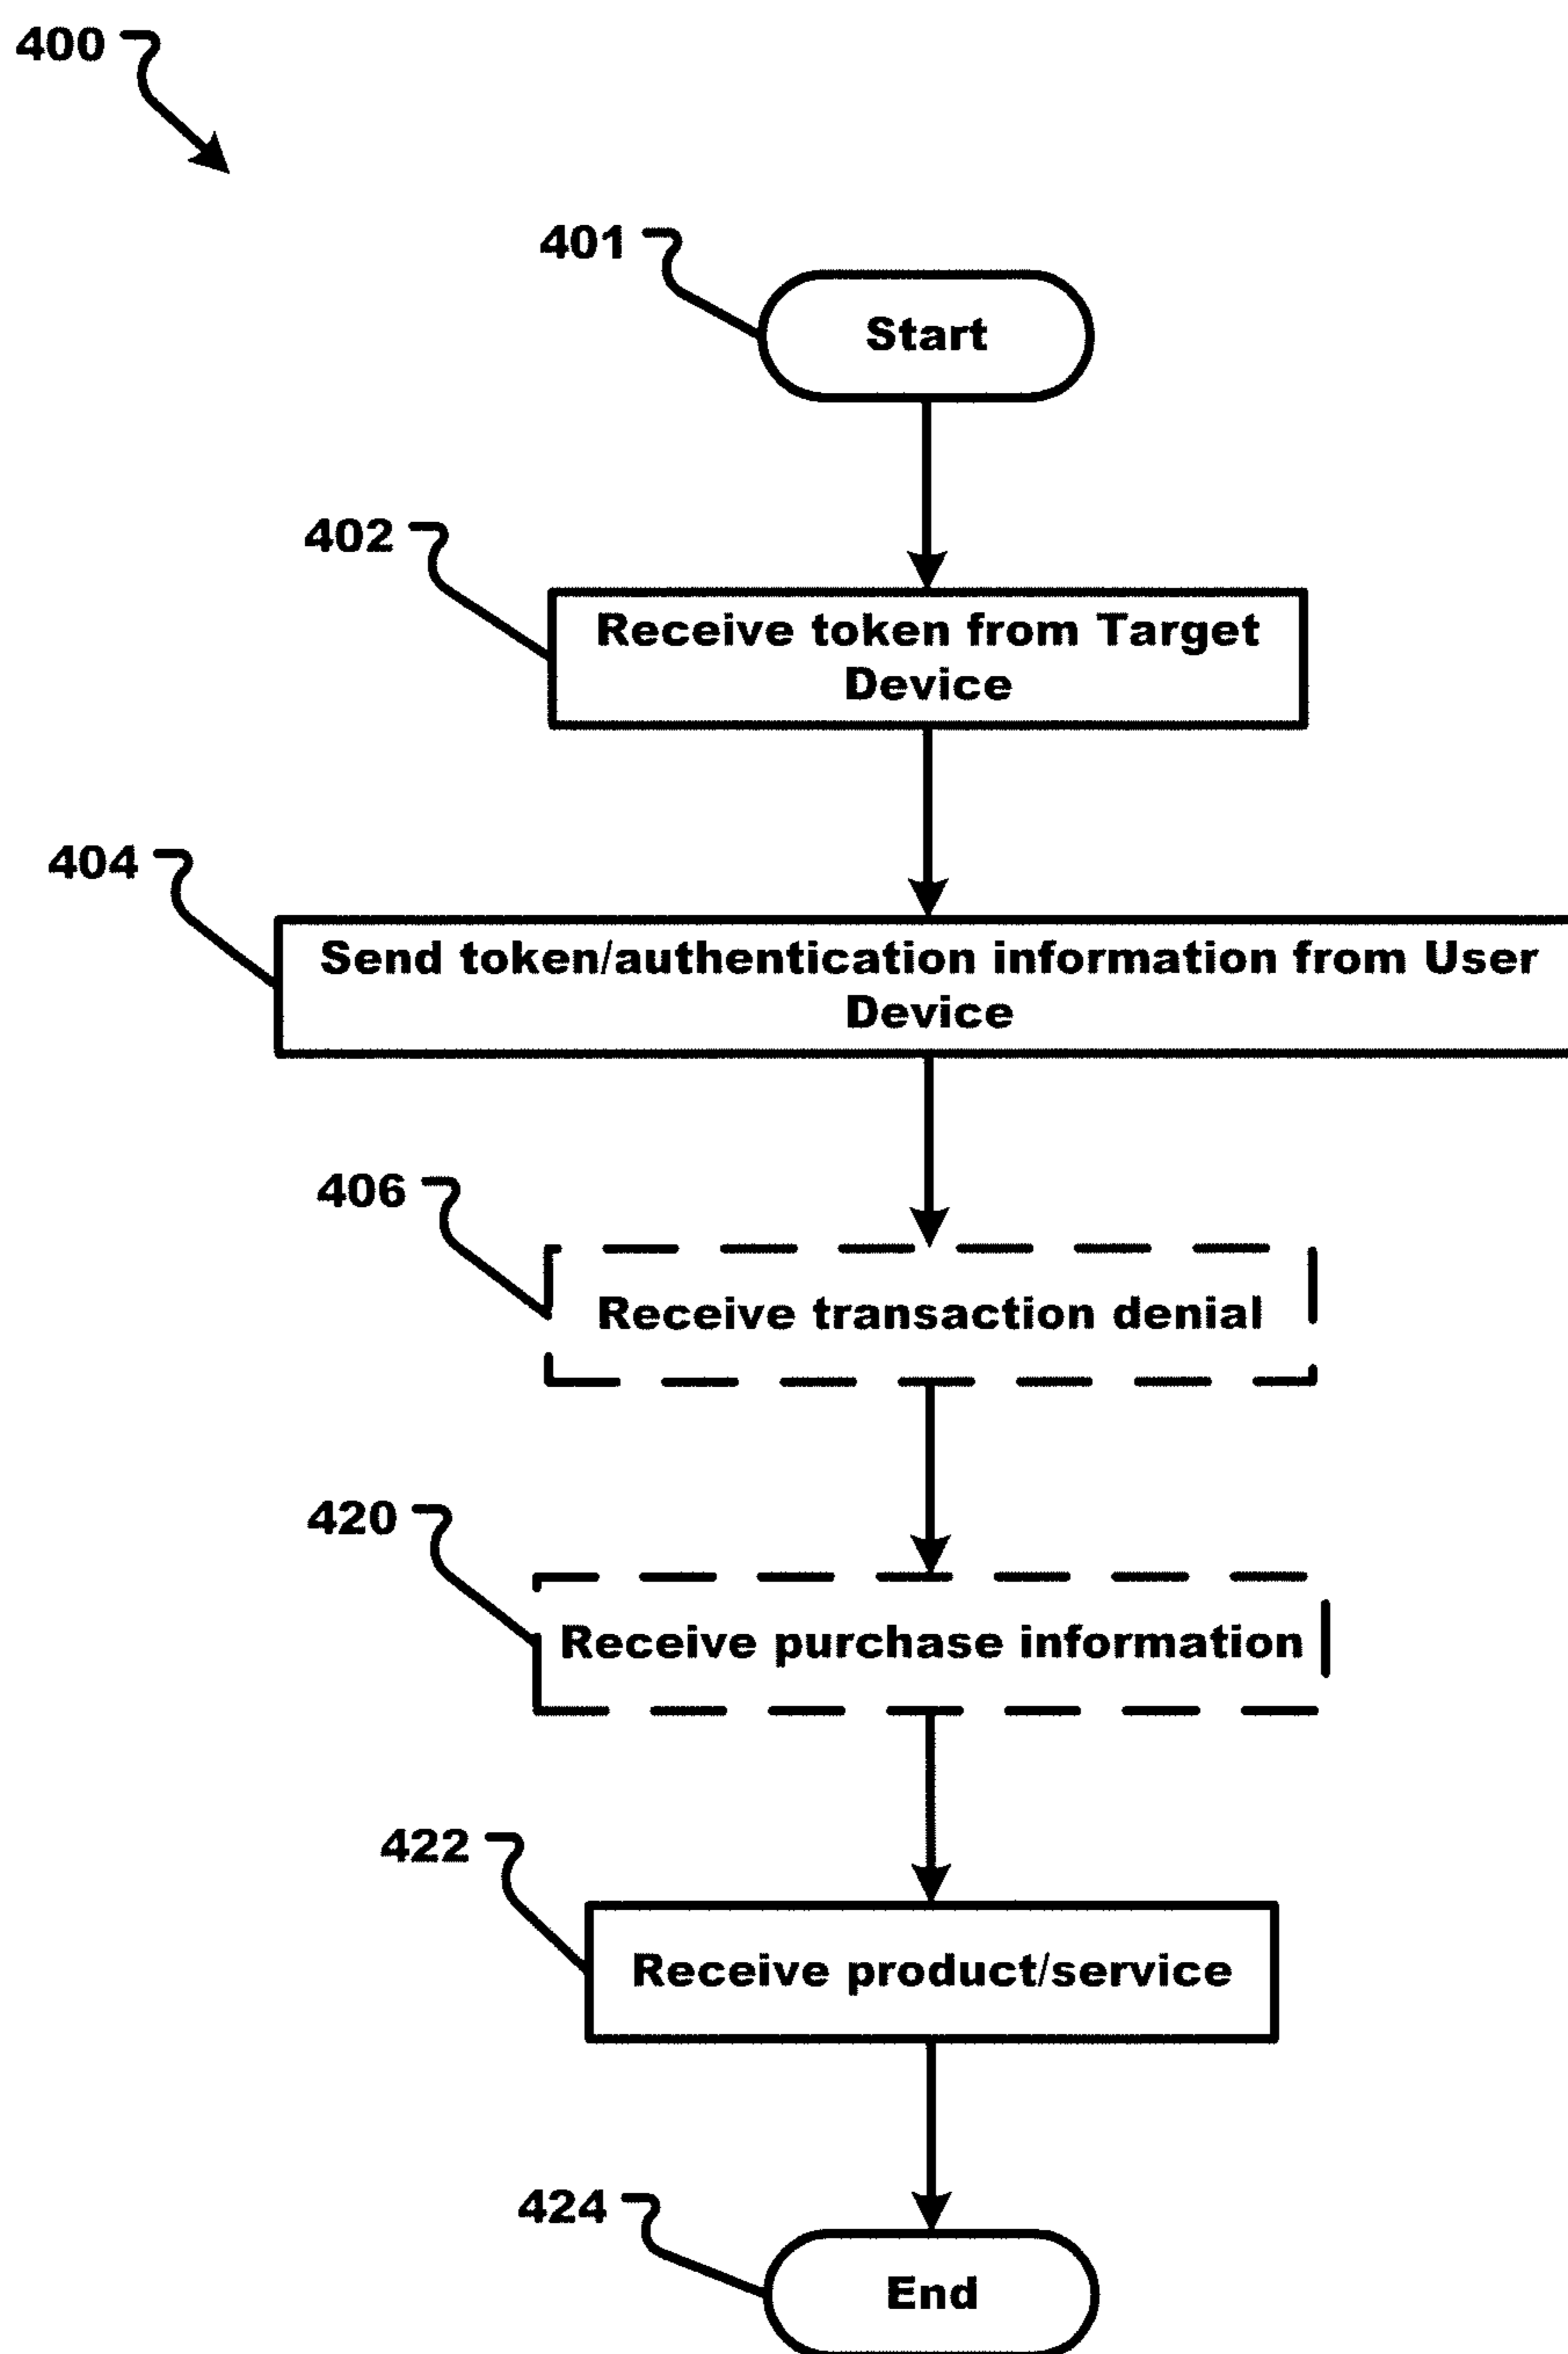 400
401
Start
402
Receive token from Target
Device
404
Send token/authentication information from User
Device
406
Receive transaction denial
420
Receive purchase information
422
Receive product/service
424
End